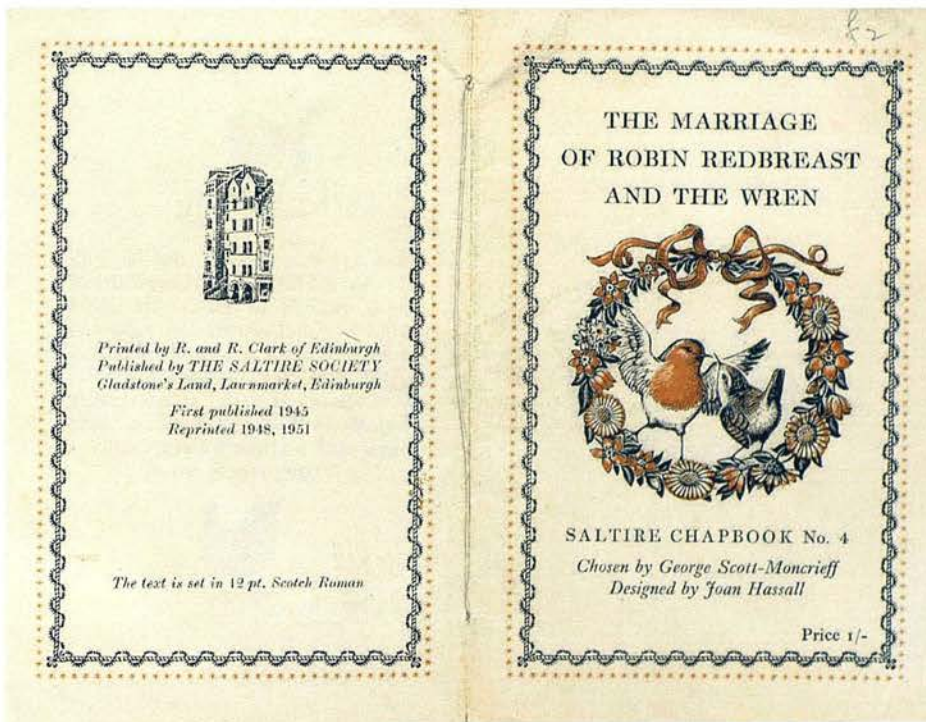 Printed by R. and R. Clark of Edinburgh
Published by THE SALTIRE SOCIETY
Gladstone's Land, Lawnmarket, Edinburgh
First published 1945
Reprinted 1948, 1951
The text is set in 12 pt. Scotch Roman
£2
THE MARRIAGE
OF ROBIN REDBREAST
AND THE WREN
SALTIRE CHAPBOOK No. 4
Chosen by George Scott-Moncrieff
Designed by Joan Hassall
Price 1/-